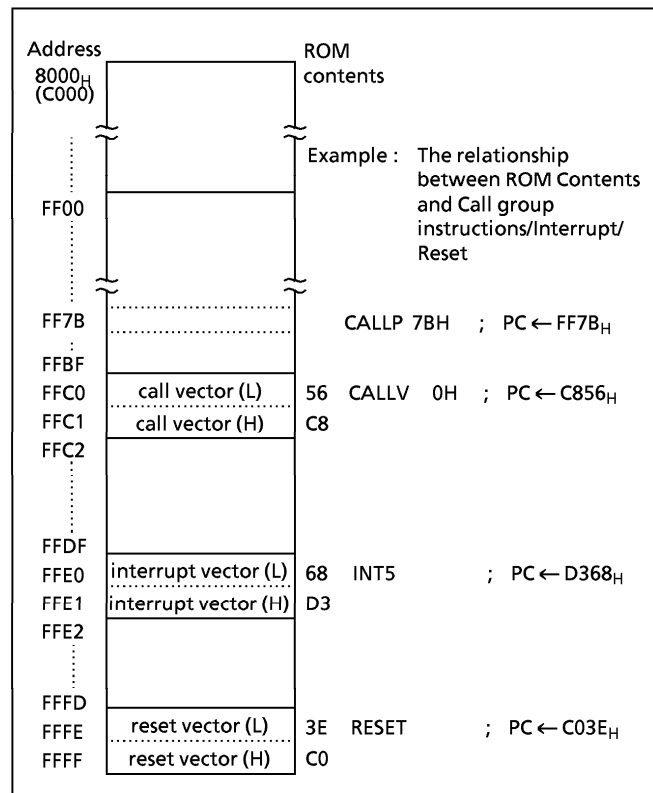 Address ROM
8000H contents
(C000)
Example : The relationship
between ROM Contents
and Call group
instructions/Interrupt/
Reset
FF00
FF7B CALLP 7BH ; PC ← FF7BH
FFBF
FFC0 call vector (L) 56 CALLV 0H ; PC ← C856H
FFC1 call vector (H) C8
FFC2
FFDF
FFE0 interrupt vector (L) 68 INT5 ; PC ← D368H
FFE1 interrupt vector (H) D3
FFE2
FFFD
FFFE reset vector (L) 3E RESET ; PC ← C03EH
FFFF reset vector (H) C0